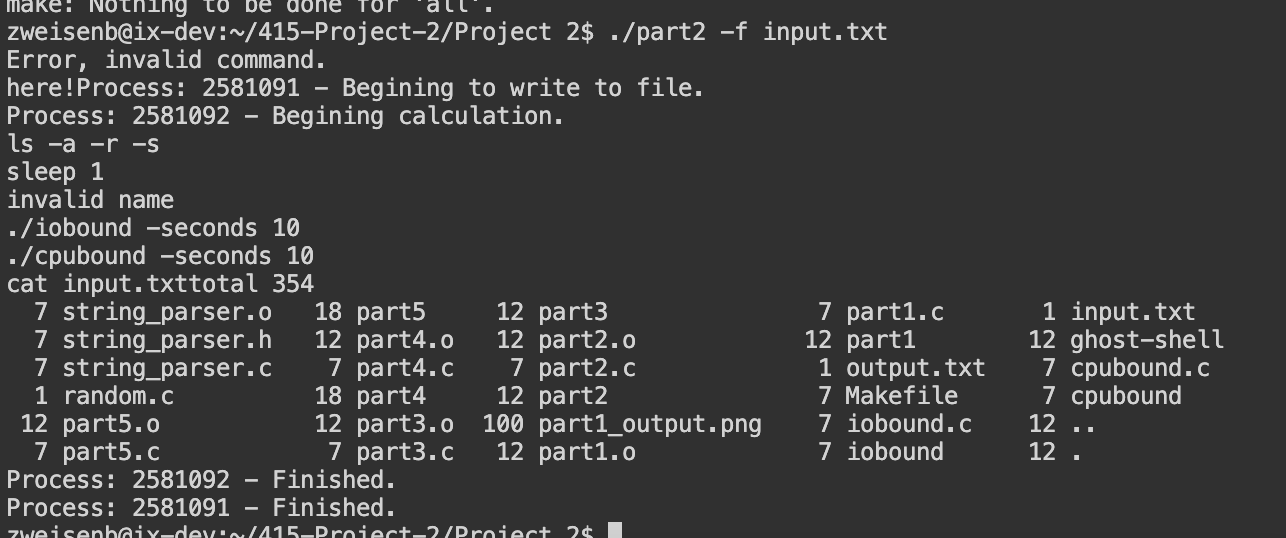 make: Nothing to be done for 'all'.
zweisenb@ix-dev:~/415-Project-2/Project 2$ ./part2 -f input.txt
Error, invalid command.
here!Process: 2581091 - Begining to write to file.
Process: 2581092 - Begining calculation.
ls -a -r -s
sleep 1
invalid name
./iobound -seconds 10
./cpubound -seconds 10
cat input.txttotal 354
  7 string_parser.o   18 part5     12 part3               7 part1.c      1 input.txt
  7 string_parser.h   12 part4.o   12 part2.o            12 part1       12 ghost-shell
  7 string_parser.c    7 part4.c    7 part2.c             1 output.txt   7 cpubound.c
  1 random.c          18 part4     12 part2               7 Makefile     7 cpubound
 12 part5.o           12 part3.o  100 part1_output.png    7 iobound.c   12 ..
  7 part5.c            7 part3.c   12 part1.o             7 iobound     12 .
Process: 2581092 - Finished.
Process: 2581091 - Finished.
zweisenb@ix-dev:~/415-Project-2/Project 2$